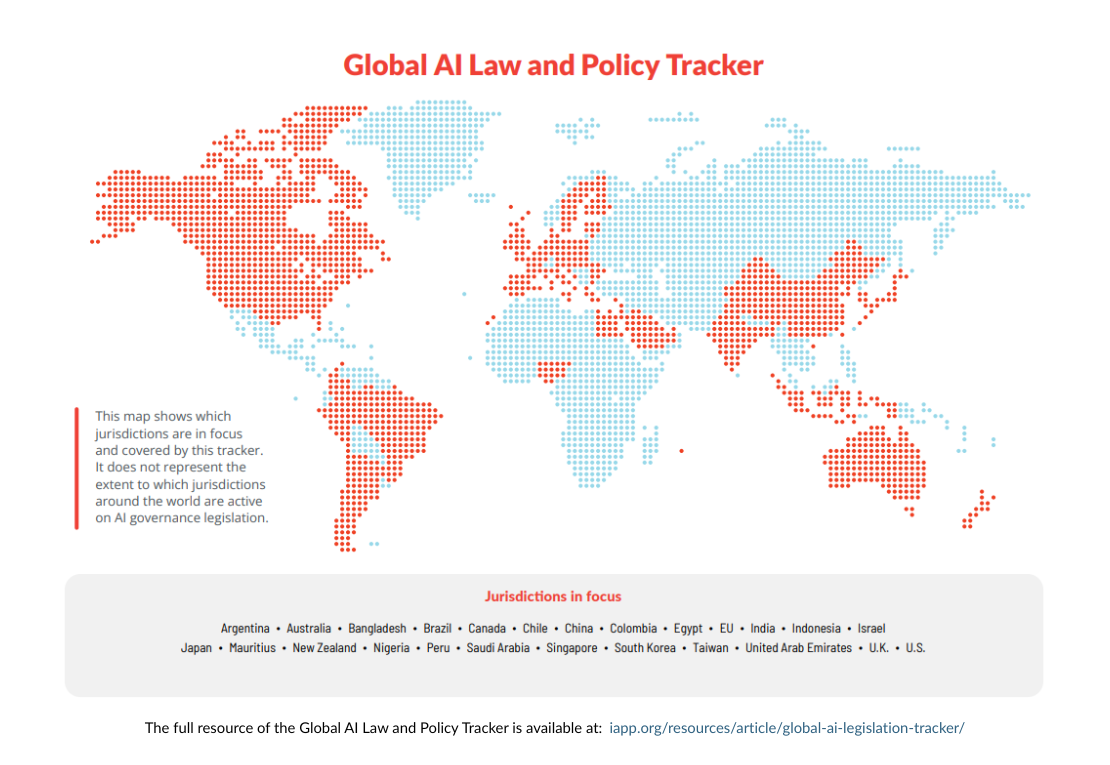 Global AI Law and Policy Tracker
This map shows which
jurisdictions are in focus
and covered by this tracker.
It does not represent the
extent to which jurisdictions
around the world are active
on AI governance legislation.
Jurisdictions in focus
Argentina • Australia • Bangladesh • Brazil • Canada • Chile • China • Colombia • Egypt • EU • India • Indonesia • Israel
Japan • Mauritius • New Zealand • Nigeria • Peru • Saudi Arabia • Singapore • South Korea • Taiwan • United Arab Emirates • U.K. • U.S.
The full resource of the Global AI Law and Policy Tracker is available at: iapp.org/resources/article/global-ai-legislation-tracker/